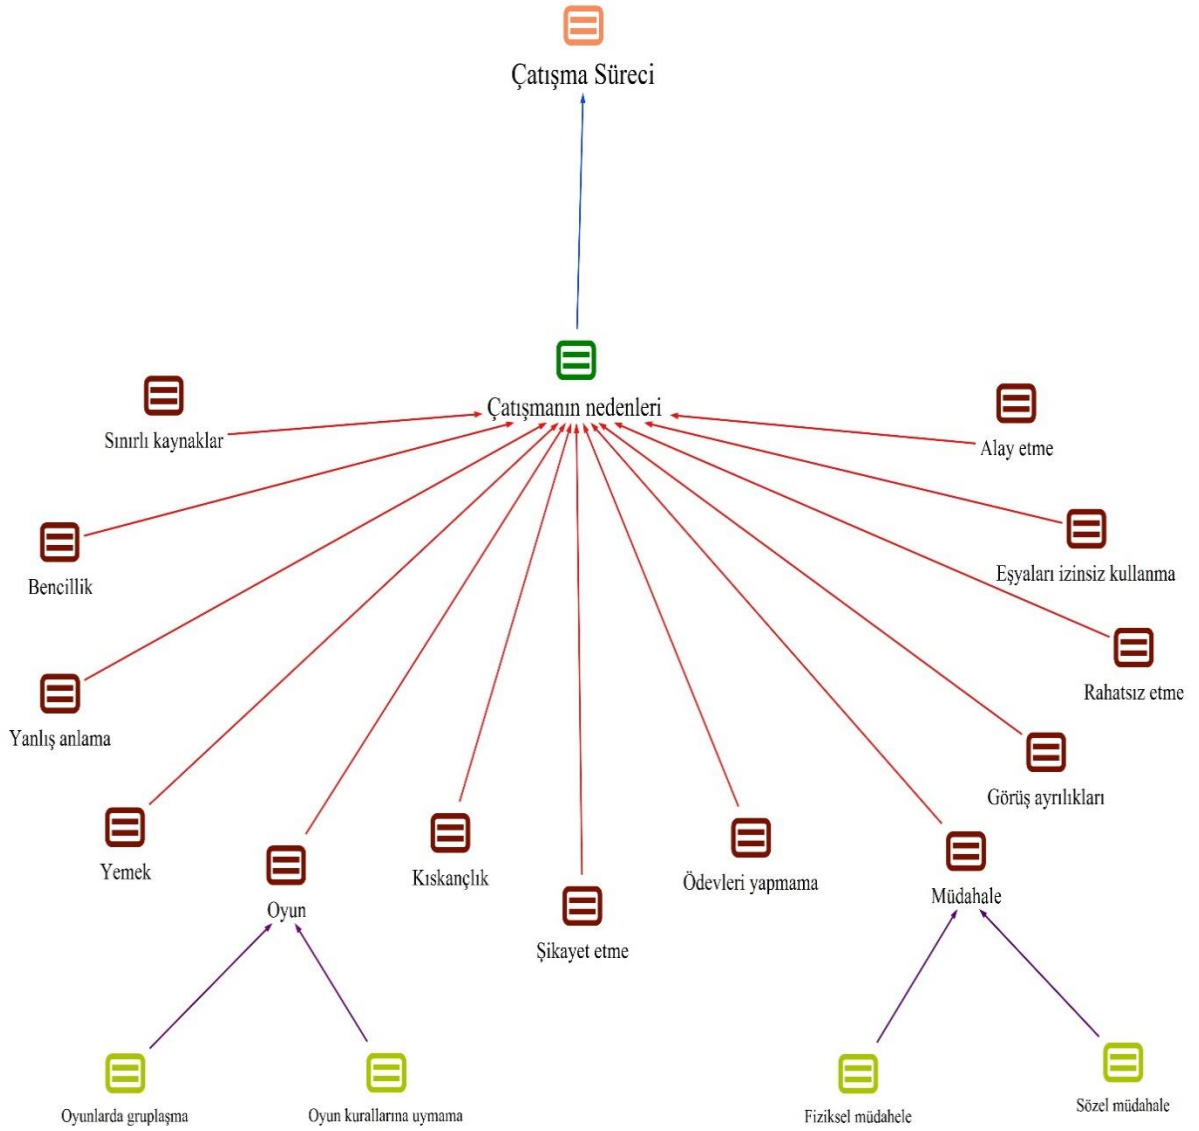 Çatışma Süreci
Çatışmanın nedenleri
Sınırlı kaynaklar
Alay etme
Bencillik
Eşyaları izinsiz kullanma
Yanlış anlama
Rahatsız etme
Yemek
Görüş ayrılıkları
Oyun
Kıskançlık
Şikayet etme
Ödevleri yapmama
Müdahale
Oyunlarda gruplaşma
Oyun kurallarına uymama
Fiziksel müdahele
Sözel müdahale